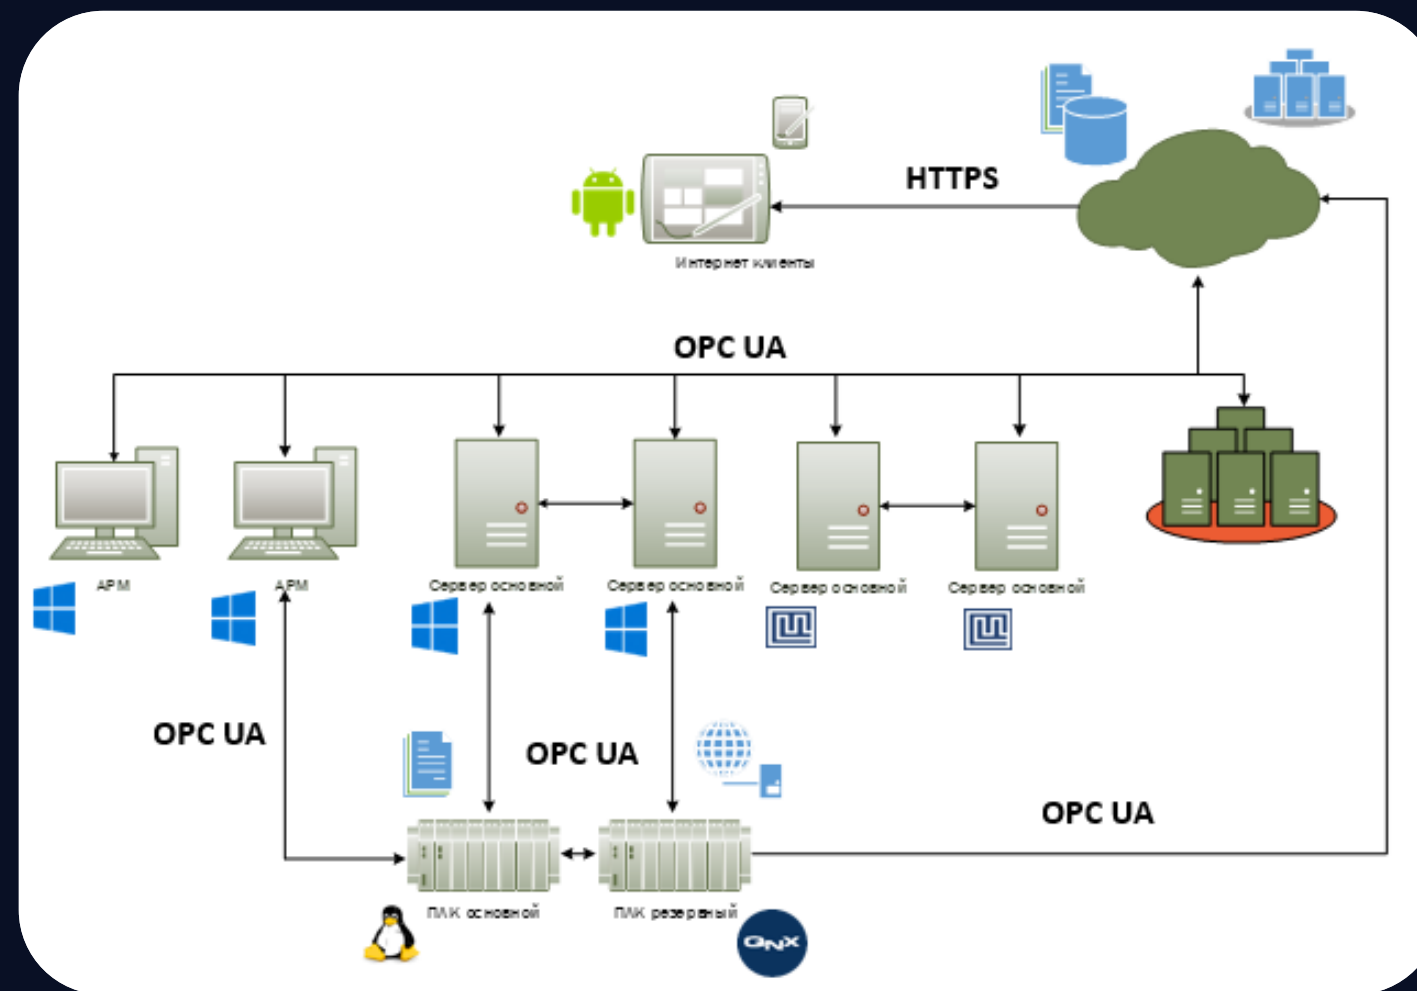 HTTPS
Интернет клиенты
OPC UA
АРМ
АРМ
Сервер основной
Сервер основной
Сервер основной
Сервер основной
OPC UA
OPC UA
OPC UA
ПЛК основной
ПЛК резервный
QNX